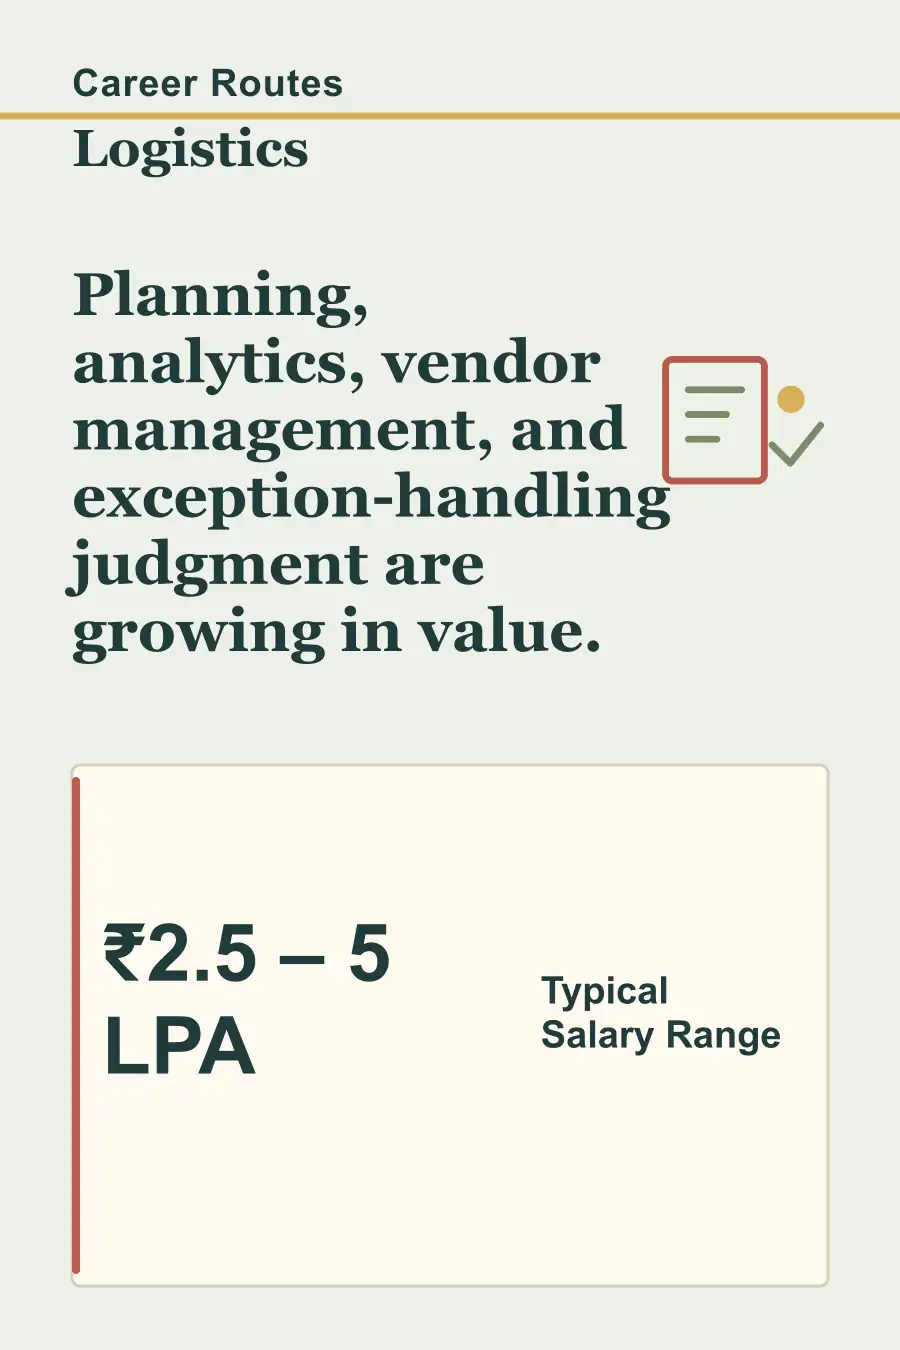 Career Routes
Logistics
Planning,
analytics, vendor
management, and
exception-handling
judgment are
growing in value.
₹2.5 – 5
LPA
Typical
Salary Range